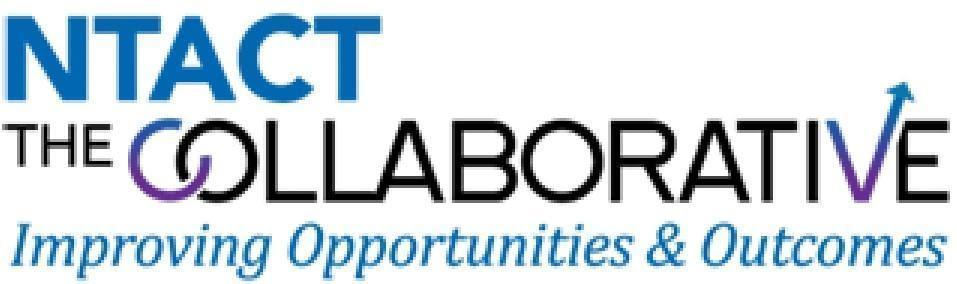 NTACT
THE COLLABORATIVE
Improving Opportunities & Outcomes